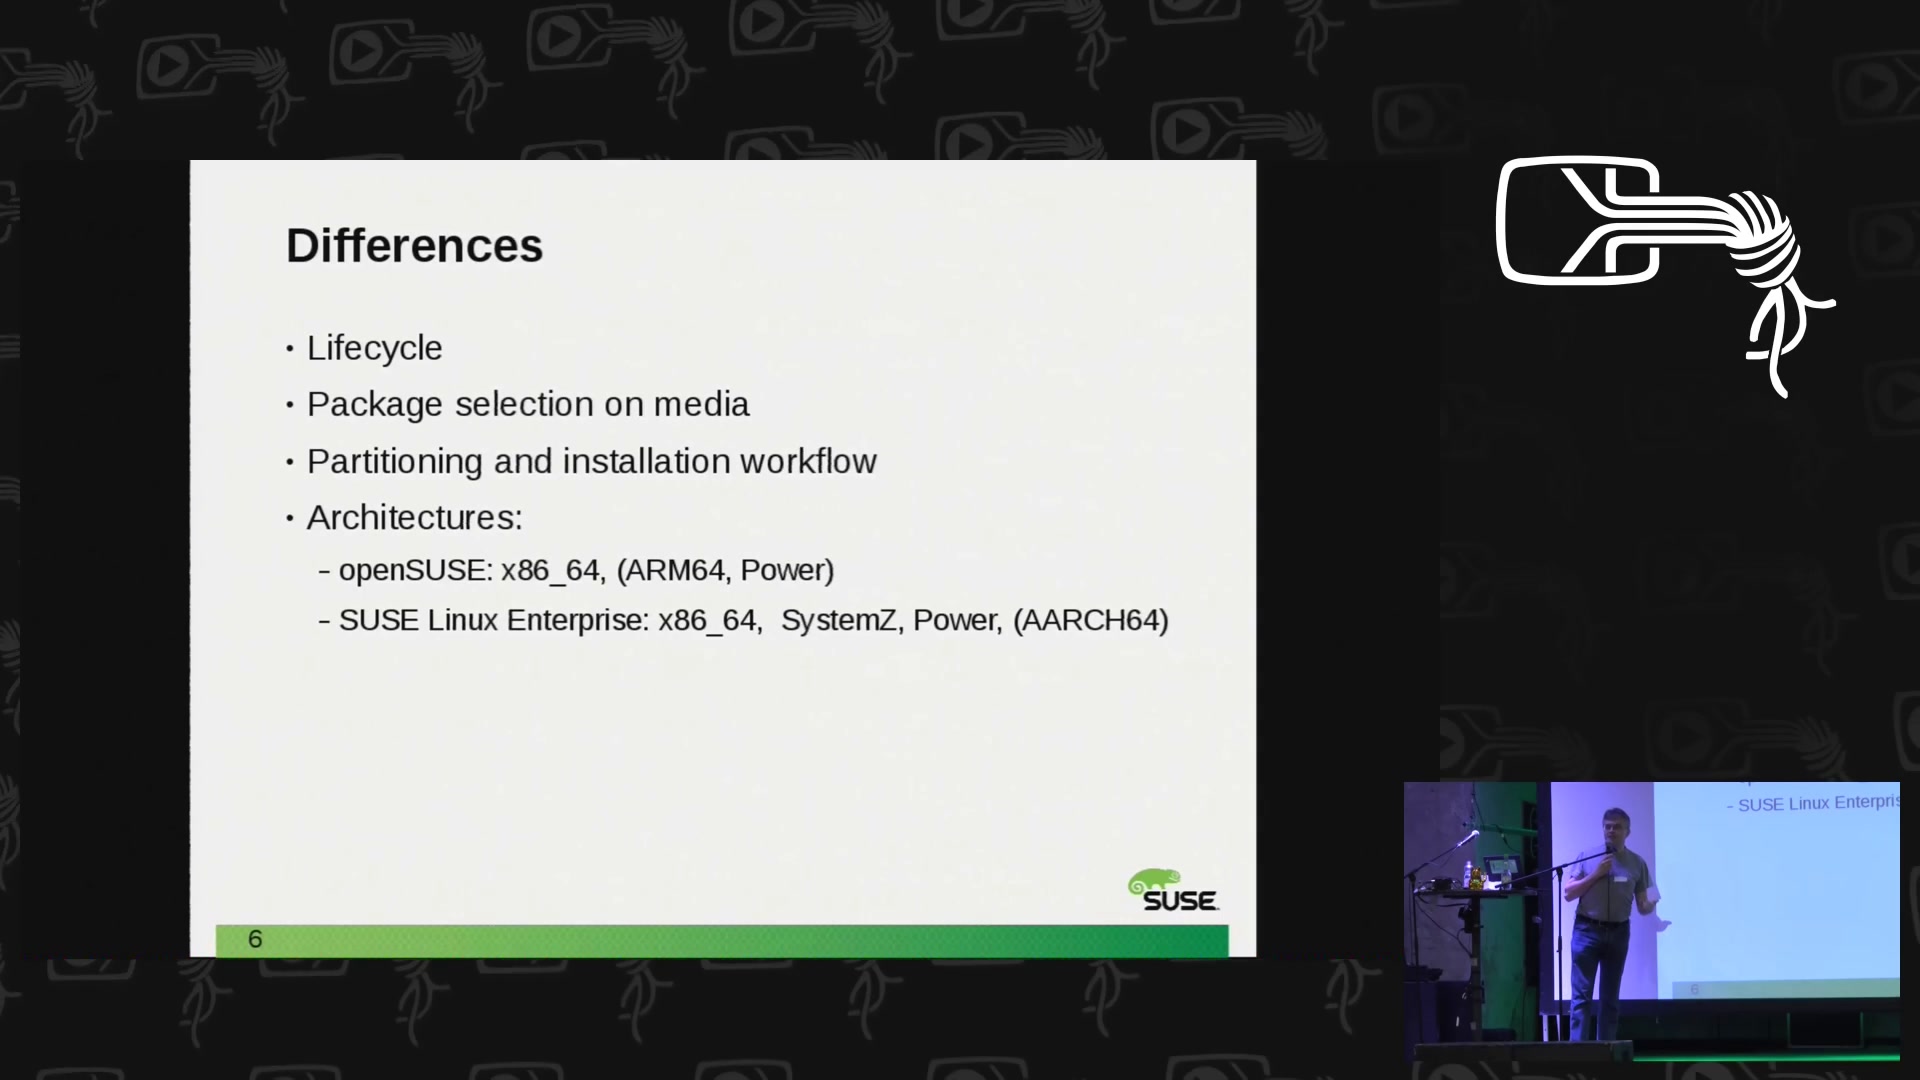 Differences
• Lifecycle
• Package selection on media
• Partitioning and installation workflow
• Architectures:
– openSUSE: x86_64, (ARM64, Power)
– SUSE Linux Enterprise: x86_64,  SystemZ, Power, (AARCH64)
SUSE
6
– SUSE Linux Enterpris
6